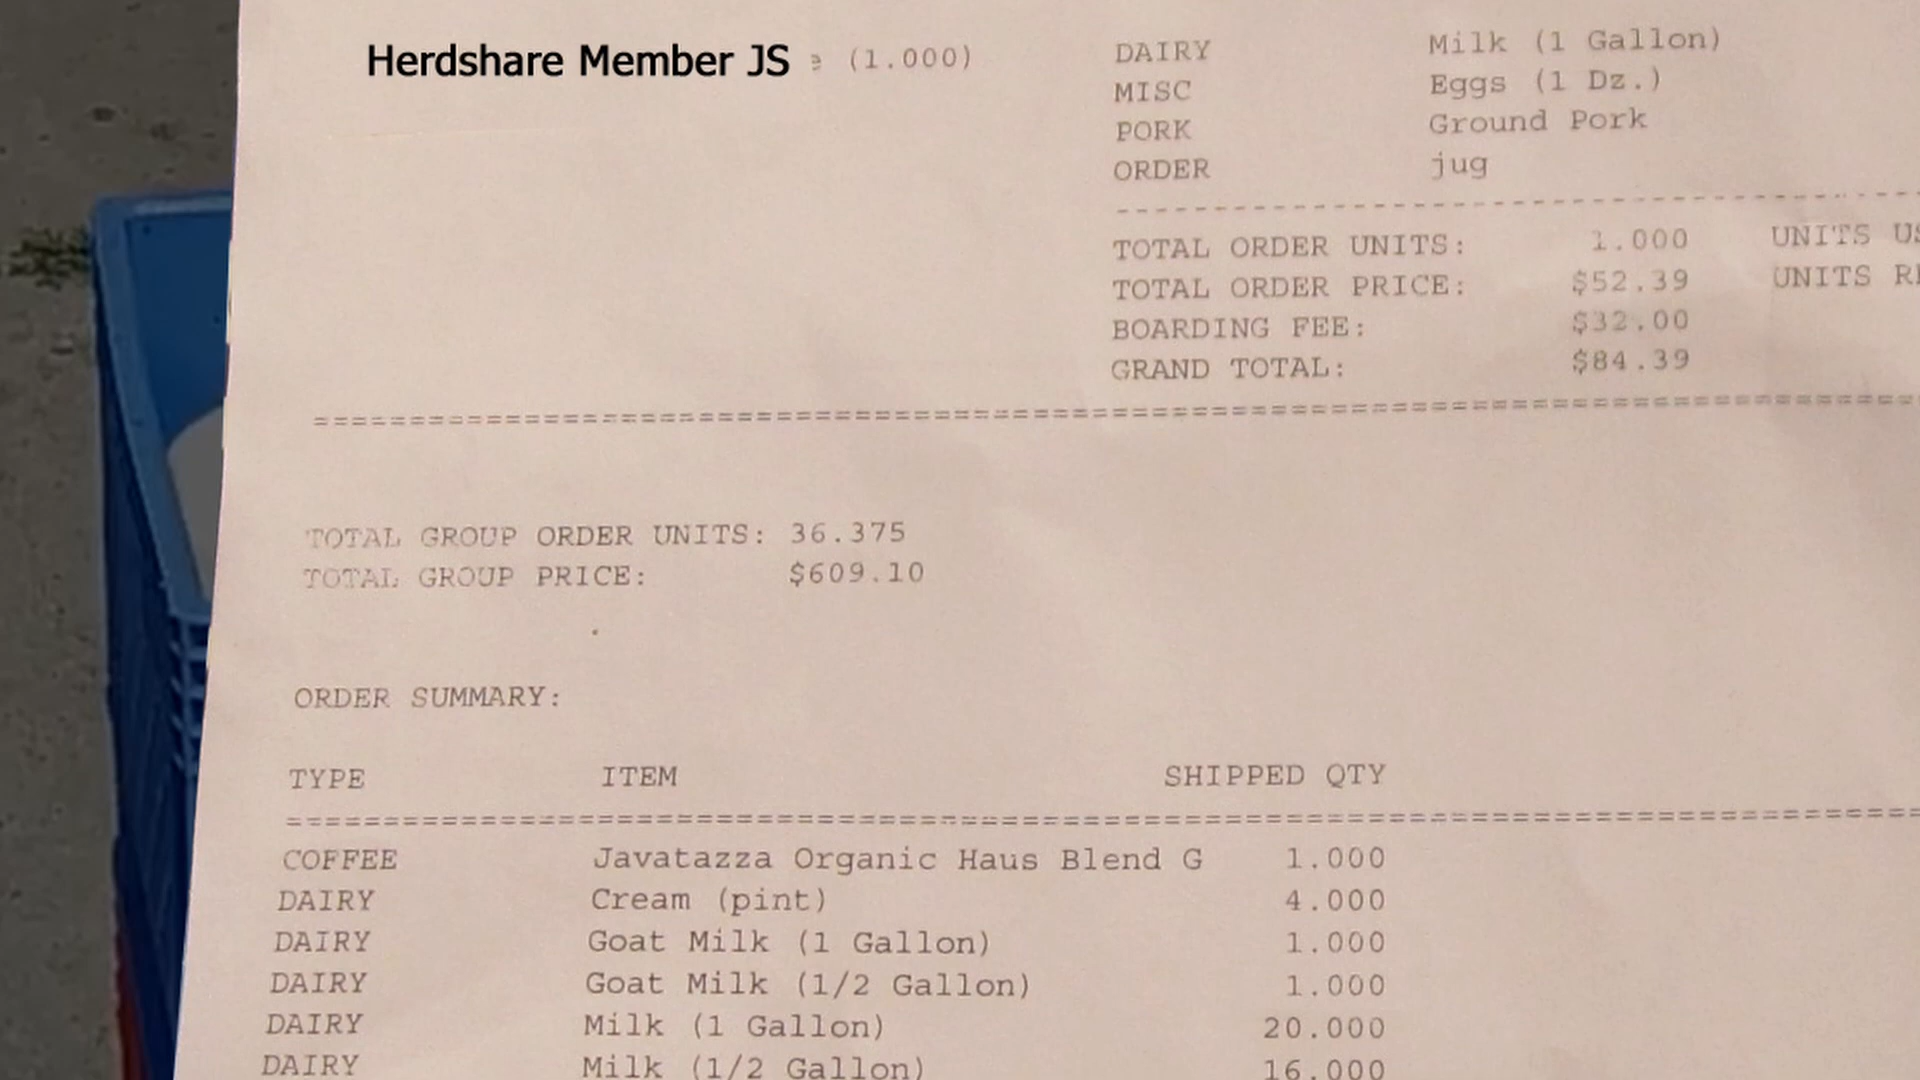 Herdshare Member JS (1.000) DAIRY Milk (1 Gallon)
MISC Eggs (1 Dz.)
PORK Ground Pork
ORDER jug
--------------------------------------------
TOTAL ORDER UNITS: 1.000 UNITS
TOTAL ORDER PRICE: $52.39 UNITS
BOARDING FEE: $32.00
GRAND TOTAL: $84.39
====================================================================================
TOTAL GROUP ORDER UNITS: 36.375
TOTAL GROUP PRICE: $609.10
ORDER SUMMARY:
TYPE ITEM SHIPPED QTY
====================================================================================
COFFEE Javatazza Organic Haus Blend G 1.000
DAIRY Cream (pint) 4.000
DAIRY Goat Milk (1 Gallon) 1.000
DAIRY Goat Milk (1/2 Gallon) 1.000
DAIRY Milk (1 Gallon) 20.000
DAIRY Milk (1/2 Gallon) 16.000